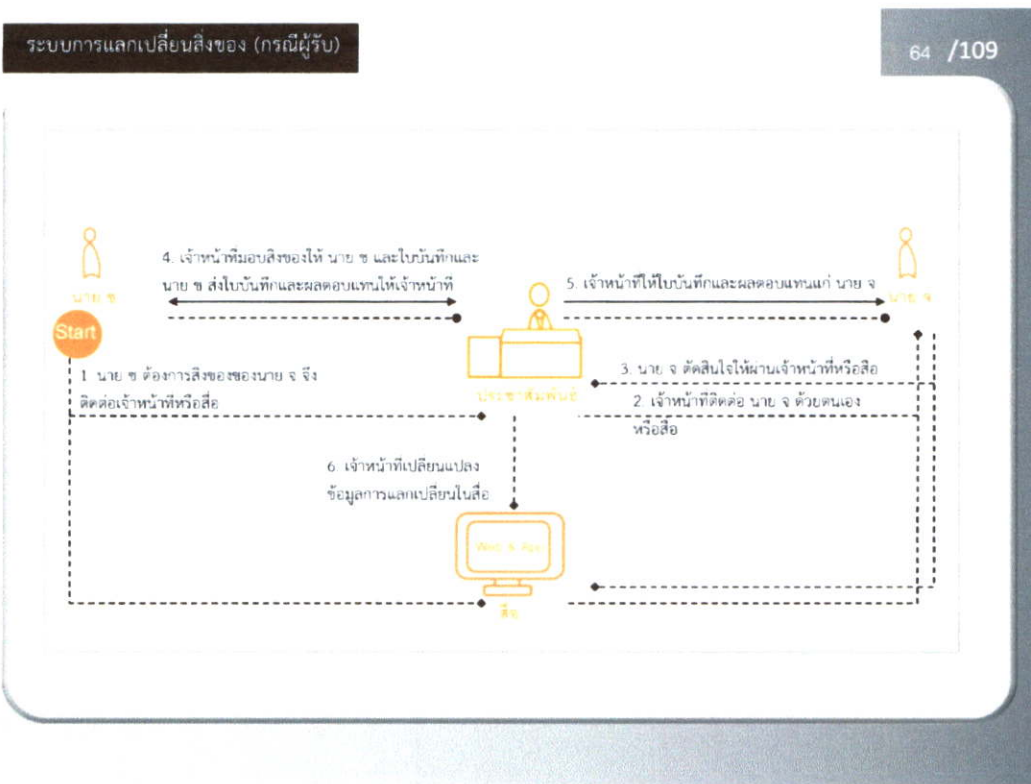 ระบบการแลกเปลี่ยนสิ่งของ (กรณีผู้รับ)
64 /109
4. เจ้าหน้าที่มอบสิ่งของให้ นาย ช และใบบันทึกและ
นาย ช ส่งใบบันทึกและผลตอบแทนให้เจ้าหน้าที่
5. เจ้าหน้าที่ให้ใบบันทึกและผลตอบแทนแก่ นาย จ
นาย ช
นาย จ
Start
1 นาย ช ต้องการสิ่งของของนาย จ จึง
ติดต่อเจ้าหน้าที่หรือสื่อ
3. นาย จ ตัดสินใจให้ผ่านเจ้าหน้าที่หรือสื่อ
ประชาสัมพันธ์
2. เจ้าหน้าที่ติดต่อ นาย จ ด้วยตนเอง
หรือสื่อ
6. เจ้าหน้าที่เปลี่ยนแปลง
ข้อมูลการแลกเปลี่ยนในสื่อ
Web & App
สื่อ